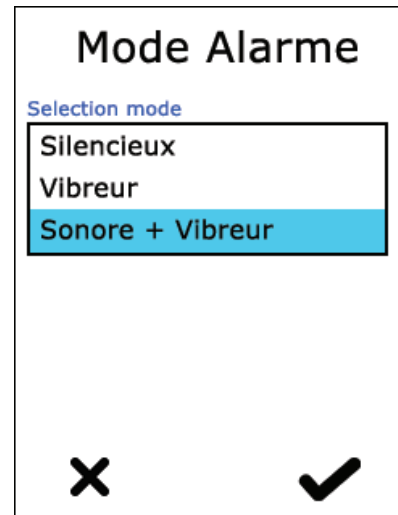 Mode Alarme
Selection mode
Silencieux
Vibreur
Sonore + Vibreur